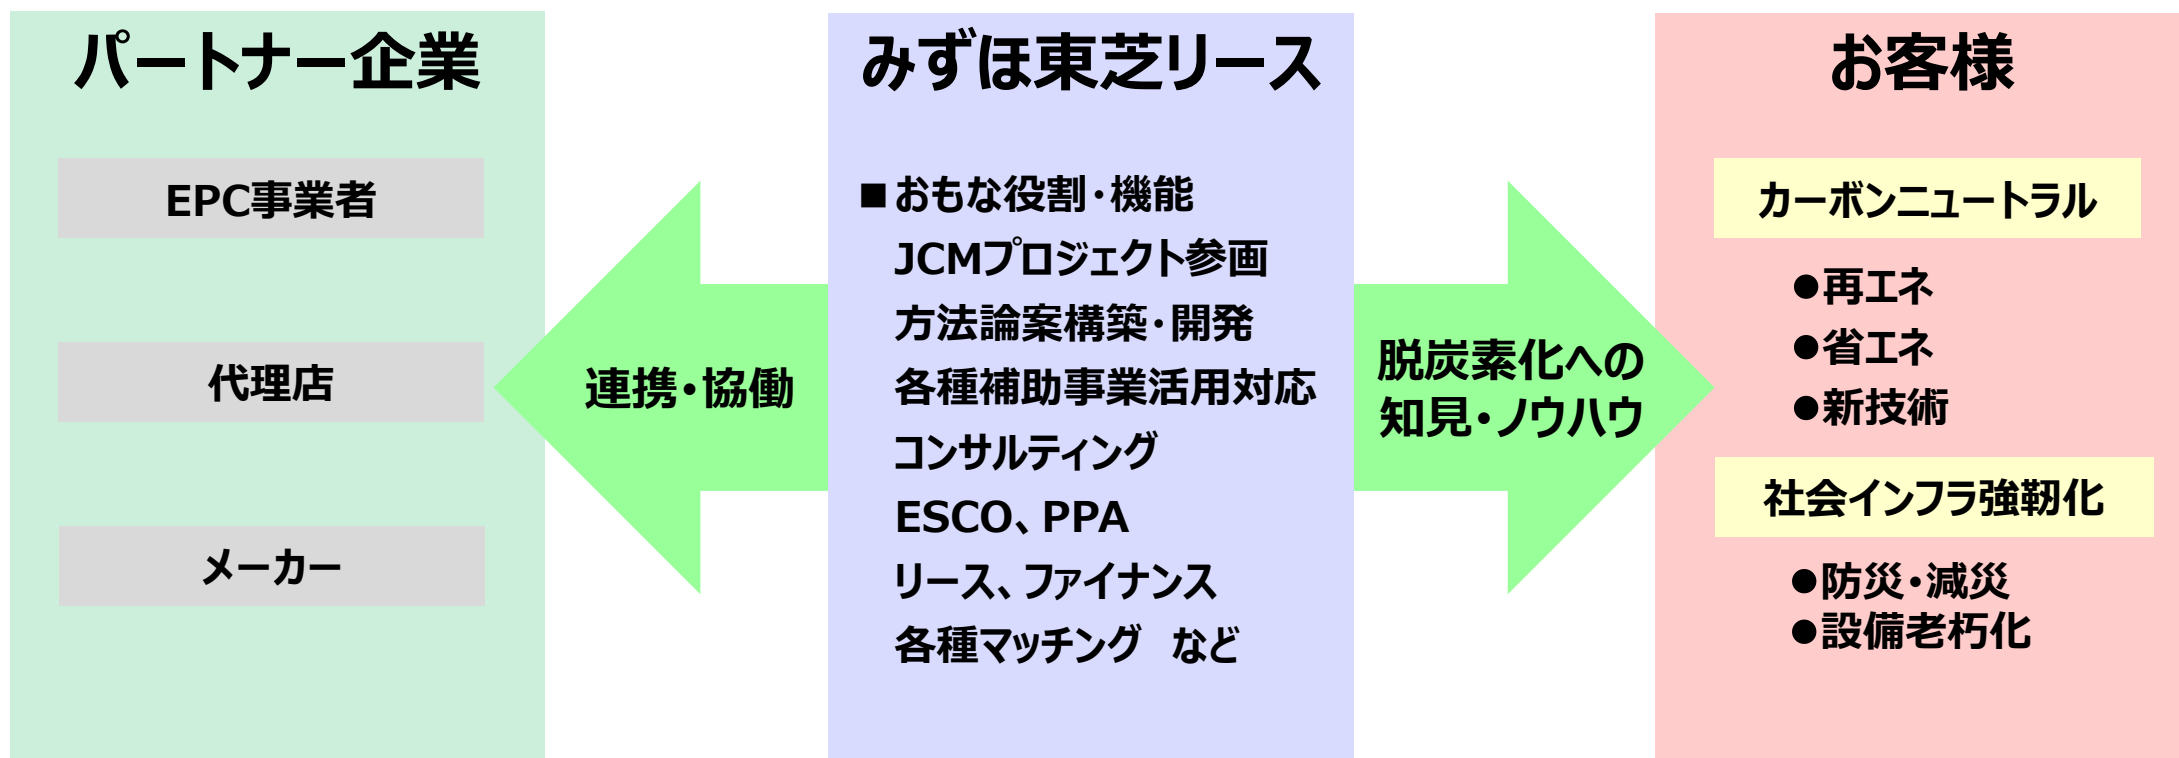 パートナー企業
EPC事業者
代理店
メーカー
連携・協働
みずほ東芝リース
■おもな役割・機能
JCMプロジェクト参画
方法論案構築・開発
各種補助事業活用対応
コンサルティング
ESCO、PPA
リース、ファイナンス
各種マッチング　など
脱炭素化への
知見・ノウハウ
お客様
カーボンニュートラル
●再エネ
●省エネ
●新技術
社会インフラ強靭化
●防災・減災
●設備老朽化